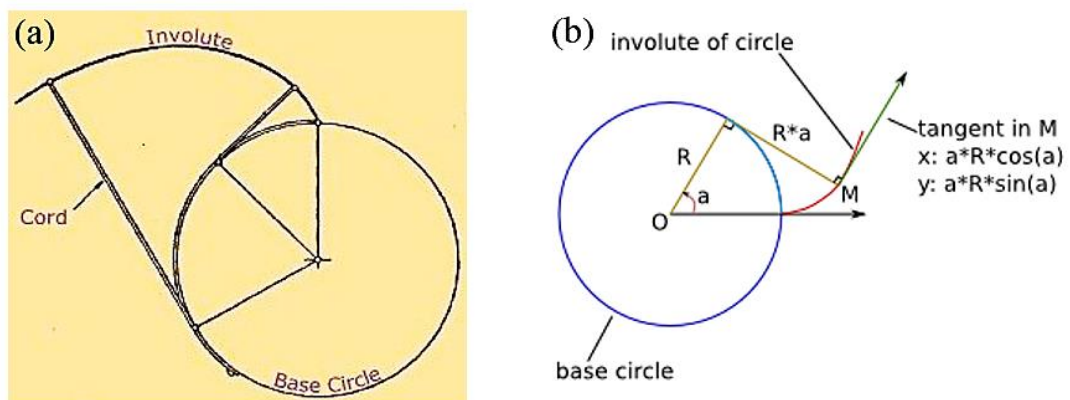 (a)
Involute
Cord
Base Circle
(b)
involute of circle
R*a
R
a
M
O
tangent in M
x: a*R*cos(a)
y: a*R*sin(a)
base circle